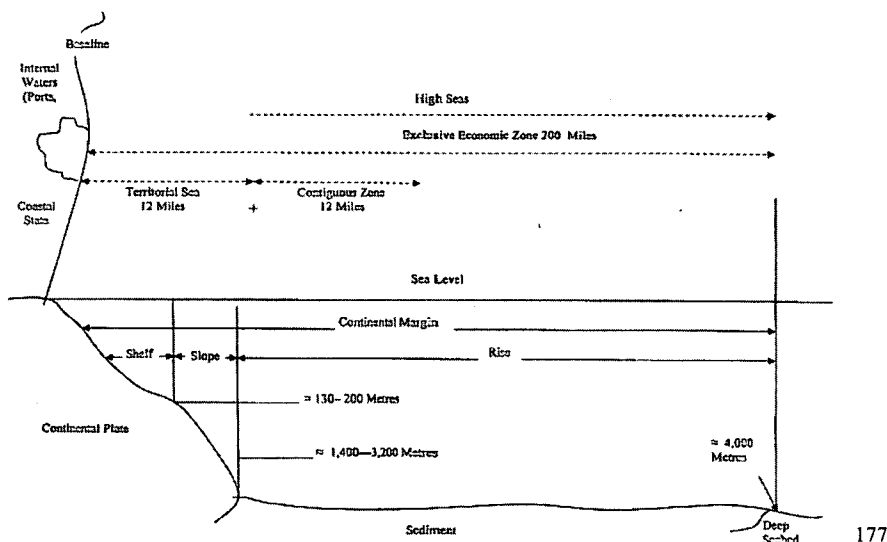 Baseline
Internal
Waters
(Ports,
High Seas
Exclusive Economic Zone 200 Miles
Territorial Sea
12 Miles
+
Contiguous Zone
12 Miles
Coastal
State
Sea Level
Continental Margin
Shelf
Slope
Rise
≈ 130– 200 Metres
Continental Plate
≈ 1,400—3,200 Metres
≈ 4,000
Metres
Sediment
Deep
Seabed
177